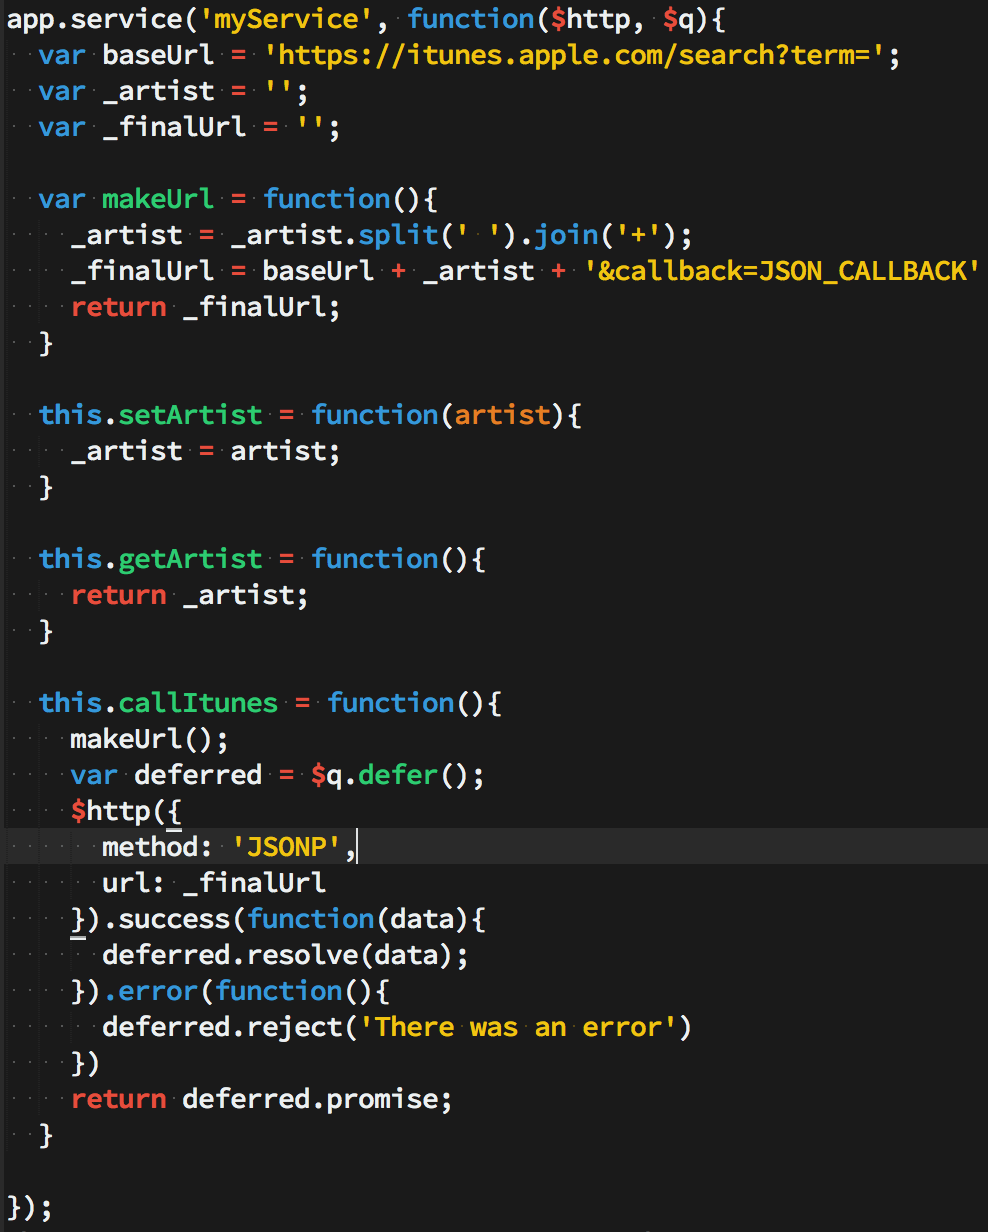 app.service('myService', function($http, $q){
  var baseUrl = 'https://itunes.apple.com/search?term=';
  var _artist = '';
  var _finalUrl = '';

  var makeUrl = function(){
    _artist = _artist.split(' ').join('+');
    _finalUrl = baseUrl + _artist + '&callback=JSON_CALLBACK'
    return _finalUrl;
  }

  this.setArtist = function(artist){
    _artist = artist;
  }

  this.getArtist = function(){
    return _artist;
  }

  this.callItunes = function(){
    makeUrl();
    var deferred = $q.defer();
    $http({
      method: 'JSONP',
      url: _finalUrl
    }).success(function(data){
      deferred.resolve(data);
    }).error(function(){
      deferred.reject('There was an error')
    })
    return deferred.promise;
  }

});